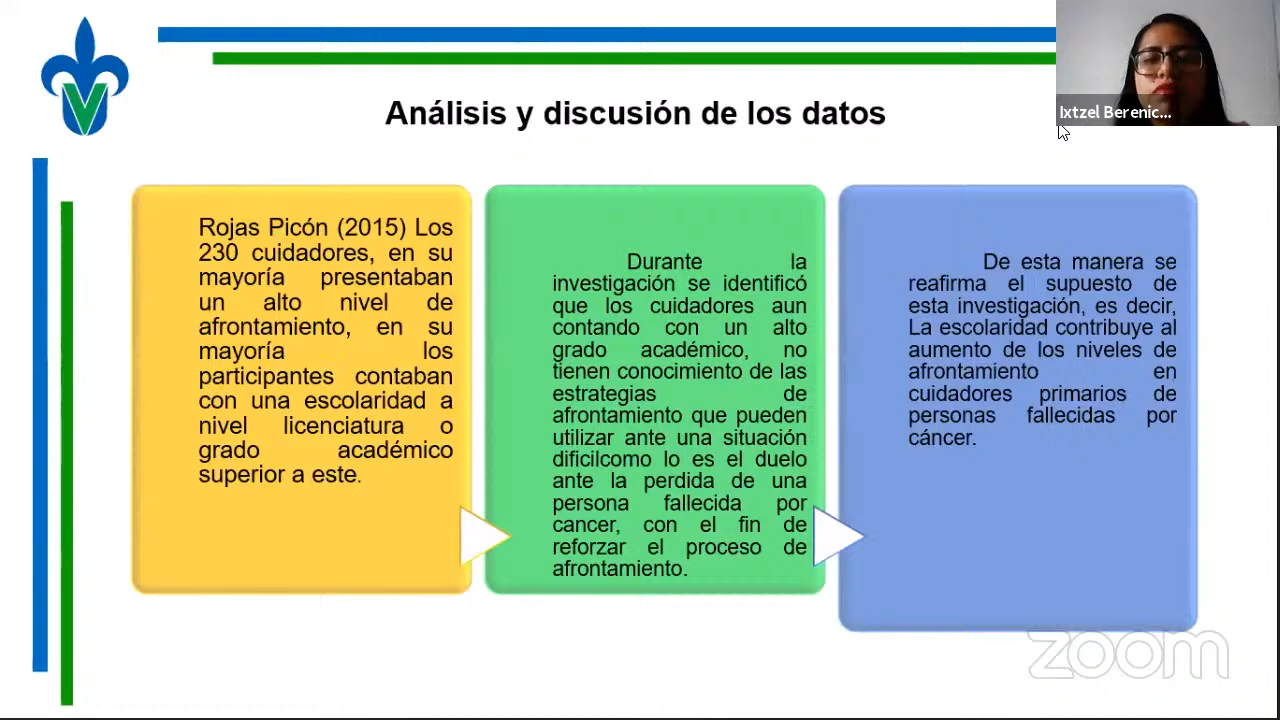 Análisis y discusión de los datos
Ixtzel Berenic...
Rojas Picón (2015) Los
230 cuidadores, en su
mayoría presentaban
un alto nivel de
afrontamiento, en su
mayoría los
participantes contaban
con una escolaridad a
nivel licenciatura o
grado académico
superior a este.
Durante la
investigación se identificó
que los cuidadores aun
contando con un alto
grado académico, no
tienen conocimiento de las
estrategias de
afrontamiento que pueden
utilizar ante una situación
dificilcomo lo es el duelo
ante la perdida de una
persona fallecida por
cancer, con el fin de
reforzar el proceso de
afrontamiento.
De esta manera se
reafirma el supuesto de
esta investigación, es decir,
La escolaridad contribuye al
aumento de los niveles de
afrontamiento en
cuidadores primarios de
personas fallecidas por
cáncer.
zoom